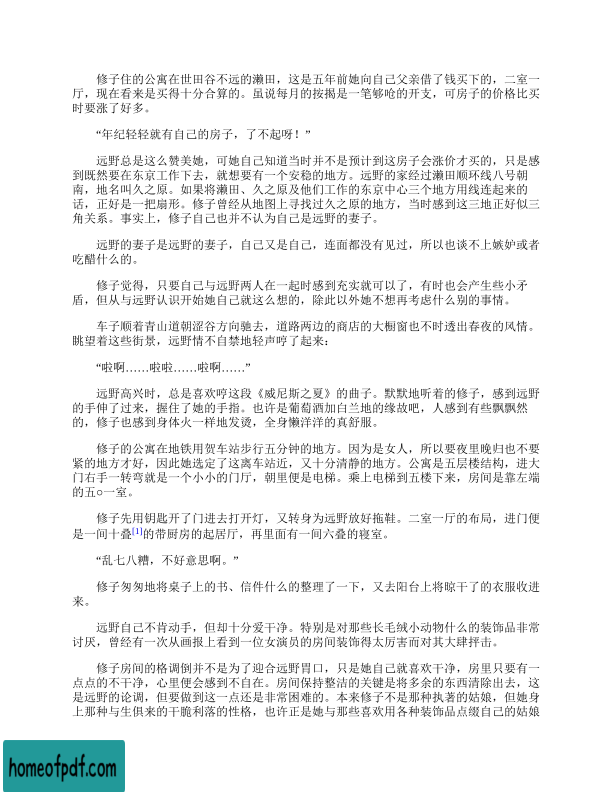 修子住的公寓在世田谷不远的濑田，这是五年前她向自己父亲借了钱买下的，二室一
厅，现在看来是买得十分合算的。虽说每月的按揭是一笔够呛的开支，可房子的价格比买
时要涨了好多。
“年纪轻轻就有自己的房子，了不起呀！”
远野总是这么赞美她，可她自己知道当时并不是预计到这房子会涨价才买的，只是感
到既然要在东京工作下去，就想要有一个安稳的地方。远野的家经过濑田顺环线八号朝
南，地名叫久之原。如果将濑田、久之原及他们工作的东京中心三个地方用线连起来的
话，正好是一把扇形。修子曾经从地图上寻找过久之原的地方，当时感到这三地正好似三
角关系。事实上，修子自己也并不认为自己是远野的妻子。
远野的妻子是远野的妻子，自己又是自己，连面都没有见过，所以也谈不上嫉妒或者
吃醋什么的。
修子觉得，只要自己与远野两人在一起时感到充实就可以了，有时也会产生些小矛
盾，但从与远野认识开始她自己就这么想的，除此以外她不想再考虑什么别的事情。
车子顺着青山道朝涩谷方向驰去，道路两边的商店的大橱窗也不时透出春夜的风情。
眺望着这些街景，远野情不自禁地轻声哼了起来：
“啦啊……啦啦……啦啊……”
远野高兴时，总是喜欢哼这段《威尼斯之夏》的曲子。默默地听着的修子，感到远野
的手伸了过来，握住了她的手指。也许是葡萄酒加白兰地的缘故吧，人感到有些飘飘然
的，修子也感到身体火一样地发烫，全身懒洋洋的真舒服。
修子的公寓在地铁用贺车站步行五分钟的地方。因为是女人，所以要夜里晚归也不要
紧的地方才好，因此她选定了这离车站近，又十分清静的地方。公寓是五层楼结构，进大
门右手一转弯就是一个小小的门厅，朝里便是电梯。乘上电梯到五楼下来，房间是靠左端
的五○一室。
修子先用钥匙开了门进去打开灯，又转身为远野放好拖鞋。二室一厅的布局，进门便
是一间十叠[1]的带厨房的起居厅，再里面有一间六叠的寝室。
“乱七八糟，不好意思啊。”
修子匆匆地将桌子上的书、信件什么的整理了一下，又去阳台上将晾干了的衣服收进
来。
远野自己不肯动手，但却十分爱干净。特别是对那些长毛绒小动物什么的装饰品非常
讨厌，曾经有一次从画报上看到一位女演员的房间装饰得太厉害而对其大肆抨击。
修子房间的格调倒并不是为了迎合远野胃口，只是她自己就喜欢干净，房里只要有一
点点的不干净，心里便会感到不自在。房间保持整洁的关键是将多余的东西清除出去，这
是远野的论调，但要做到这一点还是非常困难的。本来修子不是那种执著的姑娘，但她身
上那种与生俱来的干脆利落的性格，也许正是她与那些喜欢用各种装饰品点缀自己的姑娘
homeofpdf.com